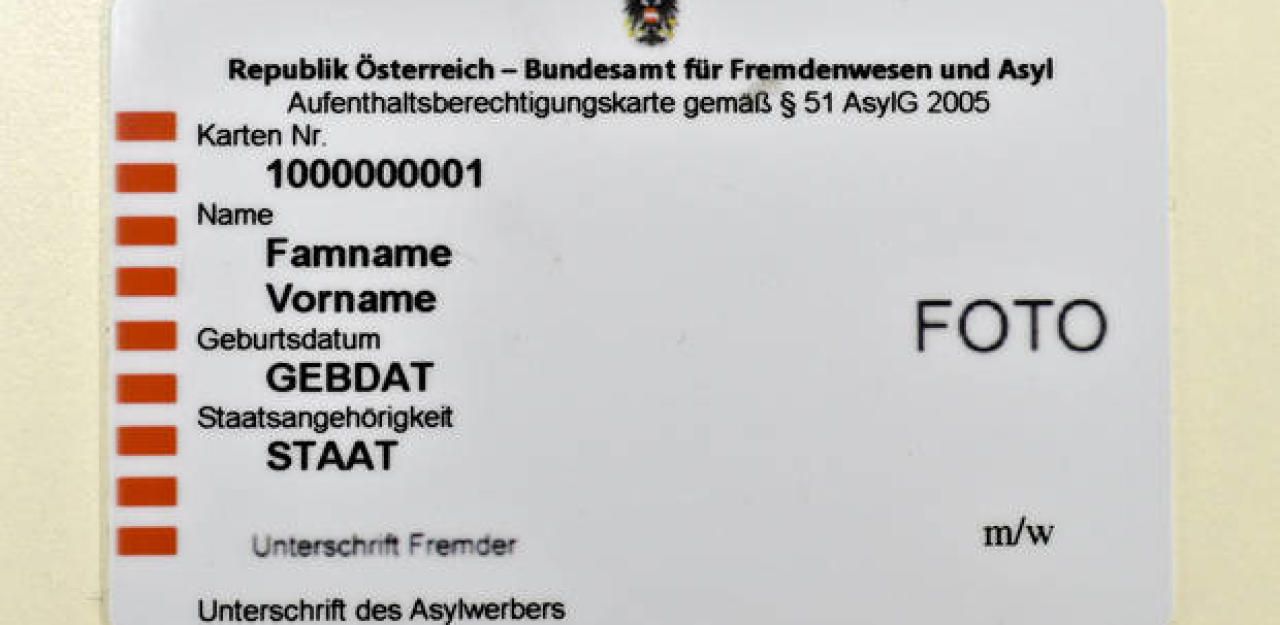 Republik Österreich – Bundesamt für Fremdenwesen und Asyl
Aufenthaltsberechtigungskarte gemäß § 51 AsylG 2005
Karten Nr.
1000000001
Name
Famname
Vorname
Geburtsdatum
GEBDAT
Staatsangehörigkeit
STAAT
FOTO
m/w
Unterschrift Fremder
Unterschrift des Asylwerbers